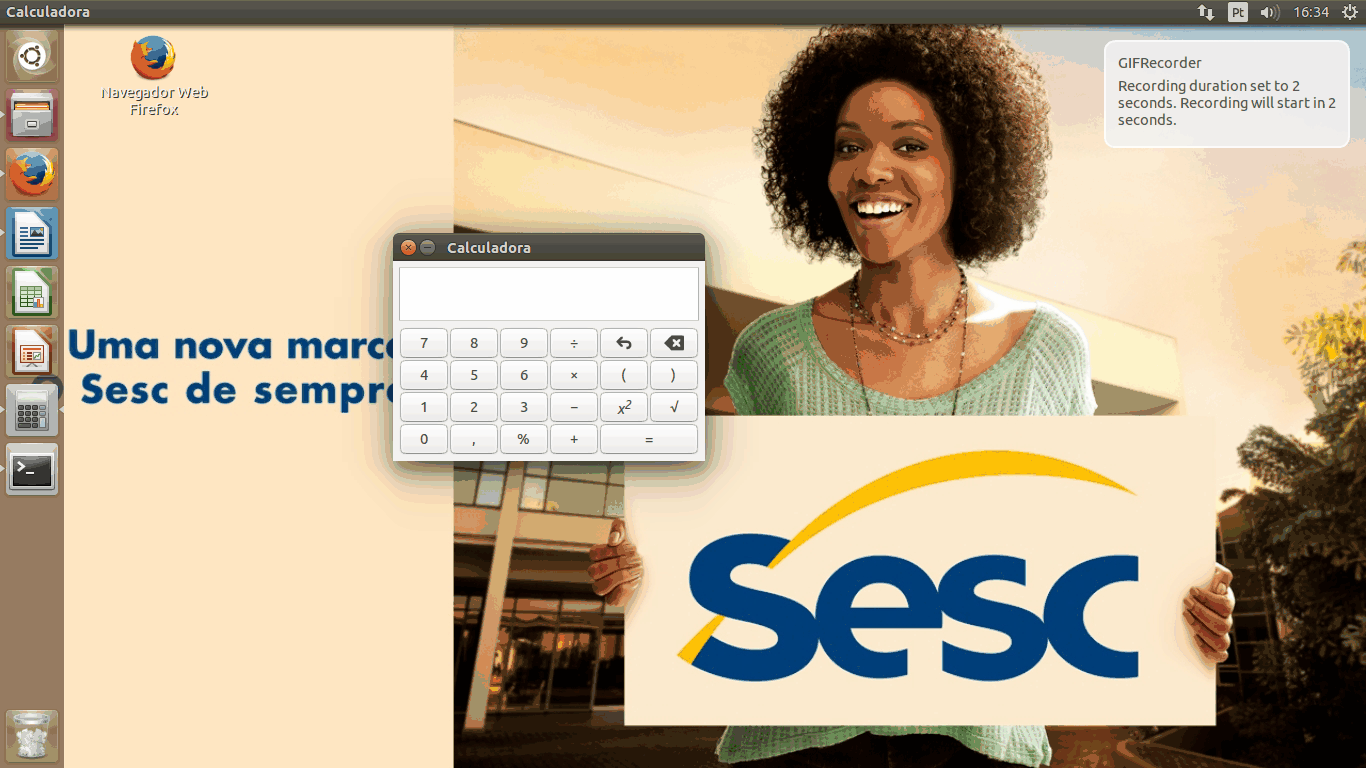 Calculadora
Pt
16:34
Navegador Web
Firefox
GIFRecorder
Recording duration set to 2
seconds. Recording will start in 2
seconds.
Calculadora
7 8 9 ÷
4 5 6 × ( )
1 2 3 − x² √
0 , % + =
Uma nova marc
Sesc de sempr
>_
sesc